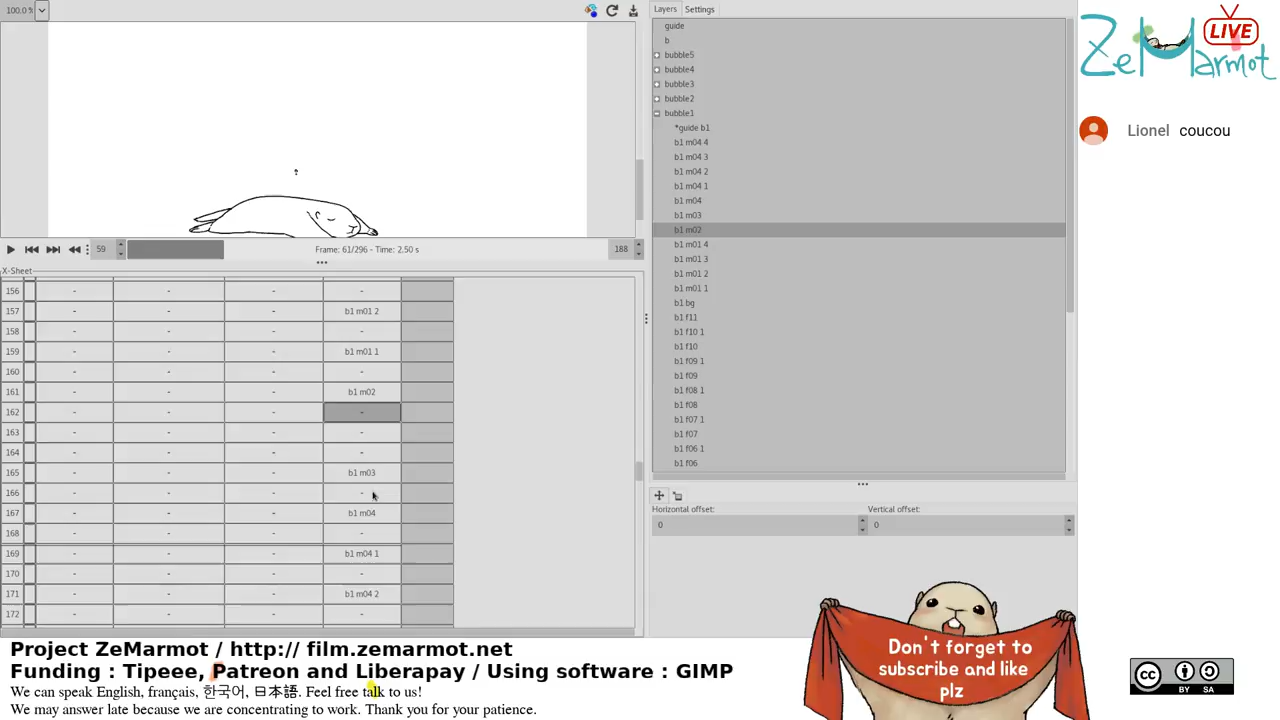 100.0 %
59
Frame: 61/296 - Time: 2.50 s
188
X-Sheet
156 - - - -
157 - - - b1 m01 2
158 - - - -
159 - - - b1 m01 1
160 - - - -
161 - - - b1 m02
162 - - - -
163 - - - -
164 - - - -
165 - - - b1 m03
166 - - - -
167 - - - b1 m04
168 - - - -
169 - - - b1 m04 1
170 - - - -
171 - - - b1 m04 2
172 - - - -
Layers Settings
guide
b
bubble5
bubble4
bubble3
bubble2
bubble1
*guide b1
b1 m04 4
b1 m04 3
b1 m04 2
b1 m04 1
b1 m04
b1 m03
b1 m02
b1 m01 4
b1 m01 3
b1 m01 2
b1 m01 1
b1 bg
b1 f11
b1 f10 1
b1 f10
b1 f09 1
b1 f09
b1 f08 1
b1 f08
b1 f07 1
b1 f07
b1 f06 1
b1 f06
Horizontal offset: Vertical offset:
0 0
ZeMarmot
LIVE
Lionel coucou
Don't forget to
subscribe and like
plz
cc BY SA
Project ZeMarmot / http:// film.zemarmot.net
Funding : Tipeee, Patreon and Liberapay / Using software : GIMP
We can speak English, français, 한국어, 日本語. Feel free talk to us!
We may answer late because we are concentrating to work. Thank you for your patience.